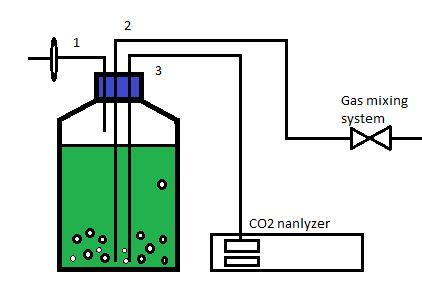 1
2
3
Gas mixing
system
CO2 nanlyzer